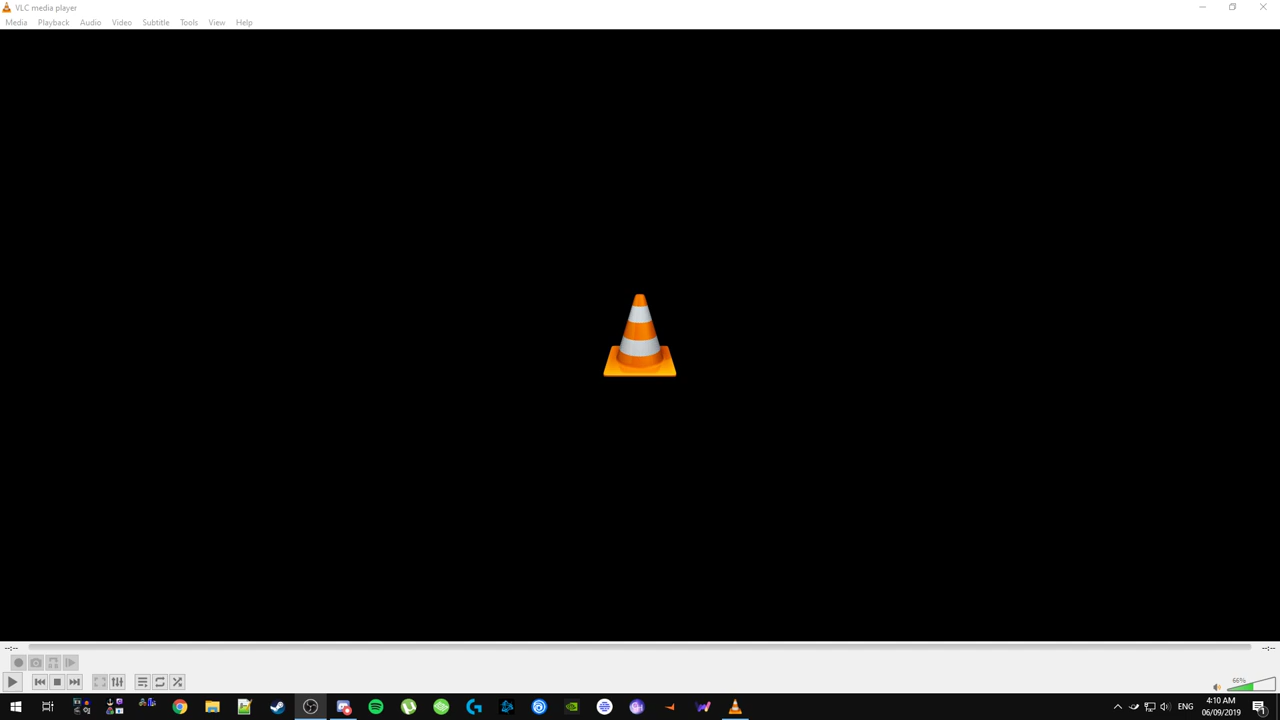 VLC media player
Media Playback Audio Video Subtitle Tools View Help
--:-- --:--
66%
ENG
4:10 AM
06/09/2019
1